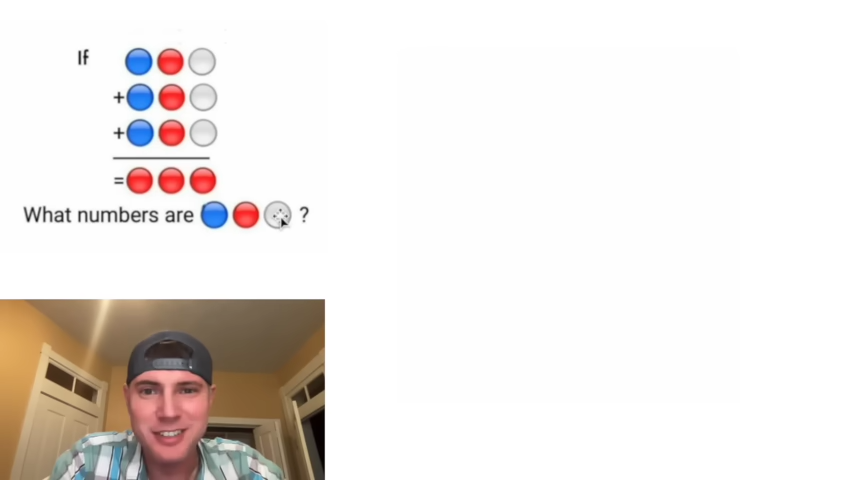 If
+
+
=
What numbers are ?